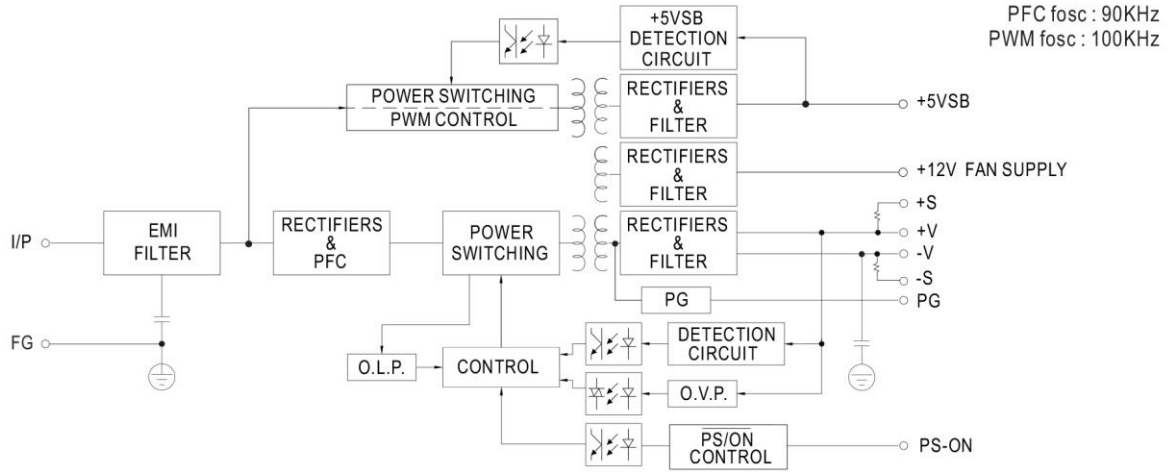 PFC fosc : 90KHz
PWM fosc : 100KHz
+5VSB
DETECTION
CIRCUIT
POWER SWITCHING
PWM CONTROL
RECTIFIERS
&
FILTER
+5VSB
RECTIFIERS
&
FILTER
+12V FAN SUPPLY
I/P
EMI
FILTER
RECTIFIERS
&
PFC
POWER
SWITCHING
RECTIFIERS
&
FILTER
+S
+V
-V
-S
PG
PG
FG
O.L.P.
CONTROL
DETECTION
CIRCUIT
O.V.P.
PS/ON
CONTROL
PS-ON